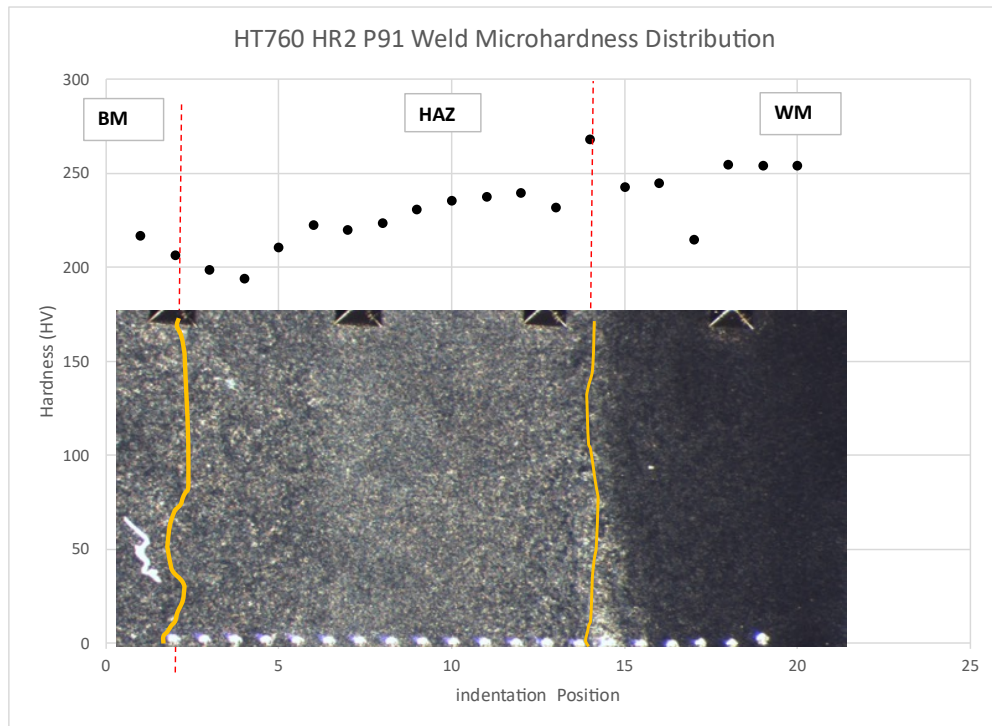 HT760 HR2 P91 Weld Microhardness Distribution
300
BM
HAZ
WM
250
200
Hardness (HV)
150
100
50
0
0 5 10 15 20 25
indentation Position